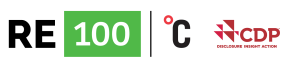 RE 100 °C CDP
DISCLOSURE INSIGHT ACTION